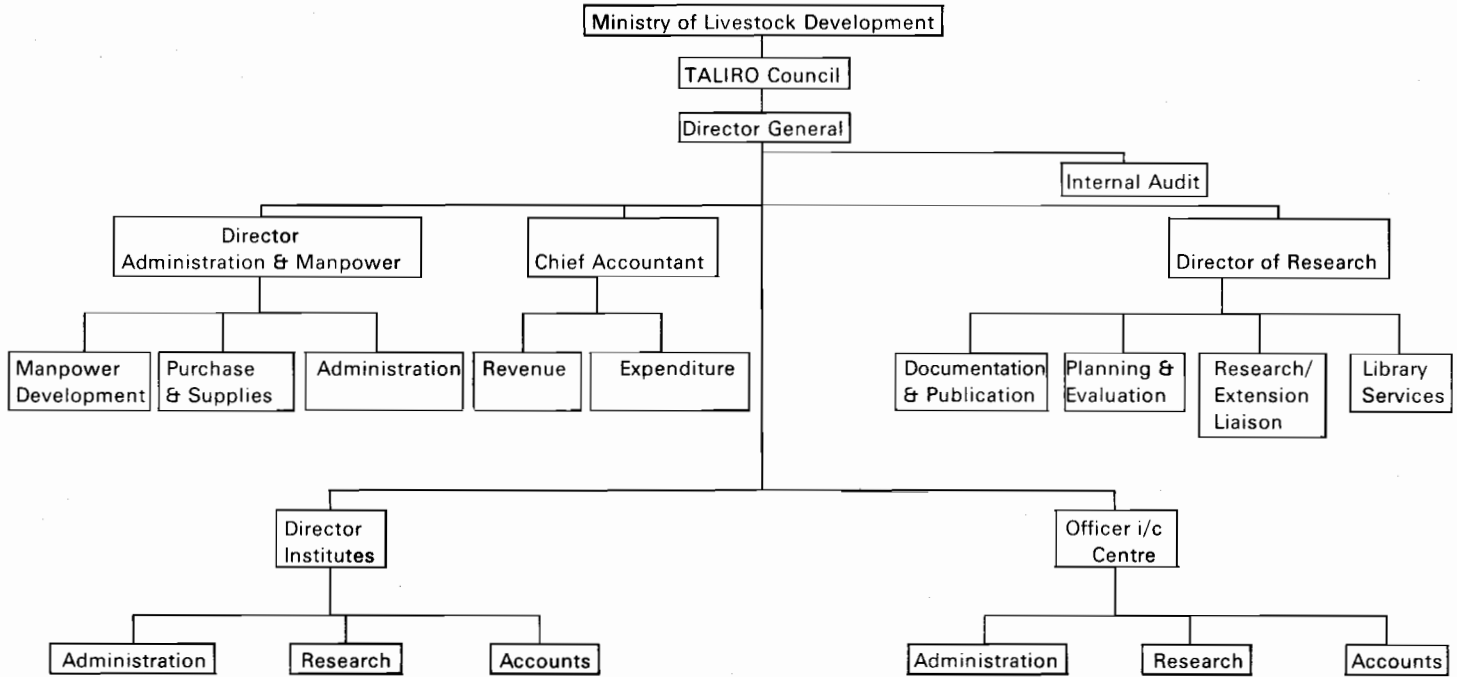 Ministry of Livestock Development
TALIRO Council
Director General
Internal Audit
Director
Administration & Manpower
Chief Accountant
Director of Research
Manpower
Development
Purchase
& Supplies
Administration
Revenue
Expenditure
Documentation
& Publication
Planning &
Evaluation
Research/
Extension
Liaison
Library
Services
Director
Institutes
Officer i/c
Centre
Administration
Research
Accounts
Administration
Research
Accounts